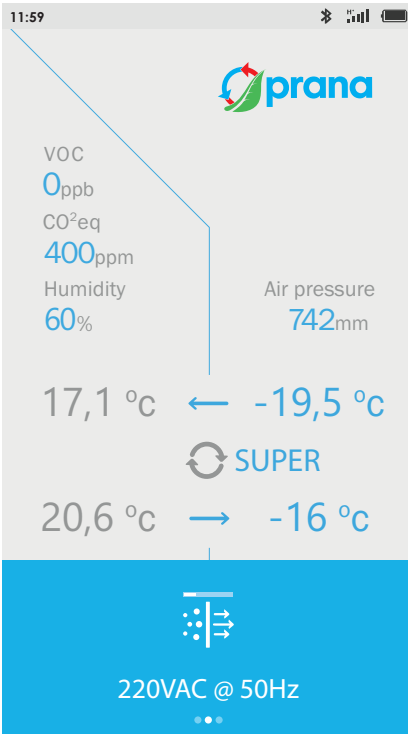 11:59
H+
prana
VOC
0ppb
CO²eq
400ppm
Humidity
60%
Air pressure
742mm
17,1 ºc ← -19,5 ºc
SUPER
20,6 ºc → -16 ºc
220VAC @ 50Hz